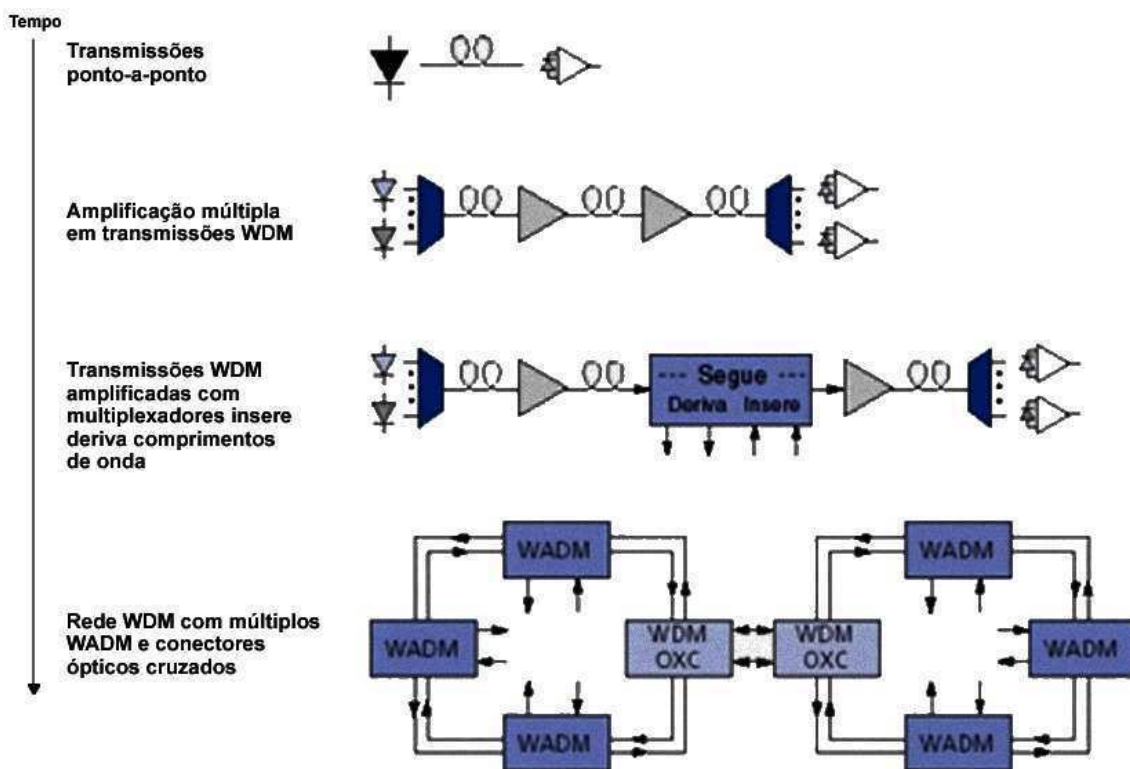 Tempo
Transmissões
ponto-a-ponto
Amplificação múltipla
em transmissões WDM
Transmissões WDM
amplificadas com
multiplexadores insere
deriva comprimentos
de onda
--- Segue ---
Deriva Insere
Rede WDM com múltiplos
WADM e conectores
ópticos cruzados
WADM
WADM
WADM
WDM
OXC
WDM
OXC
WADM
WADM
WADM